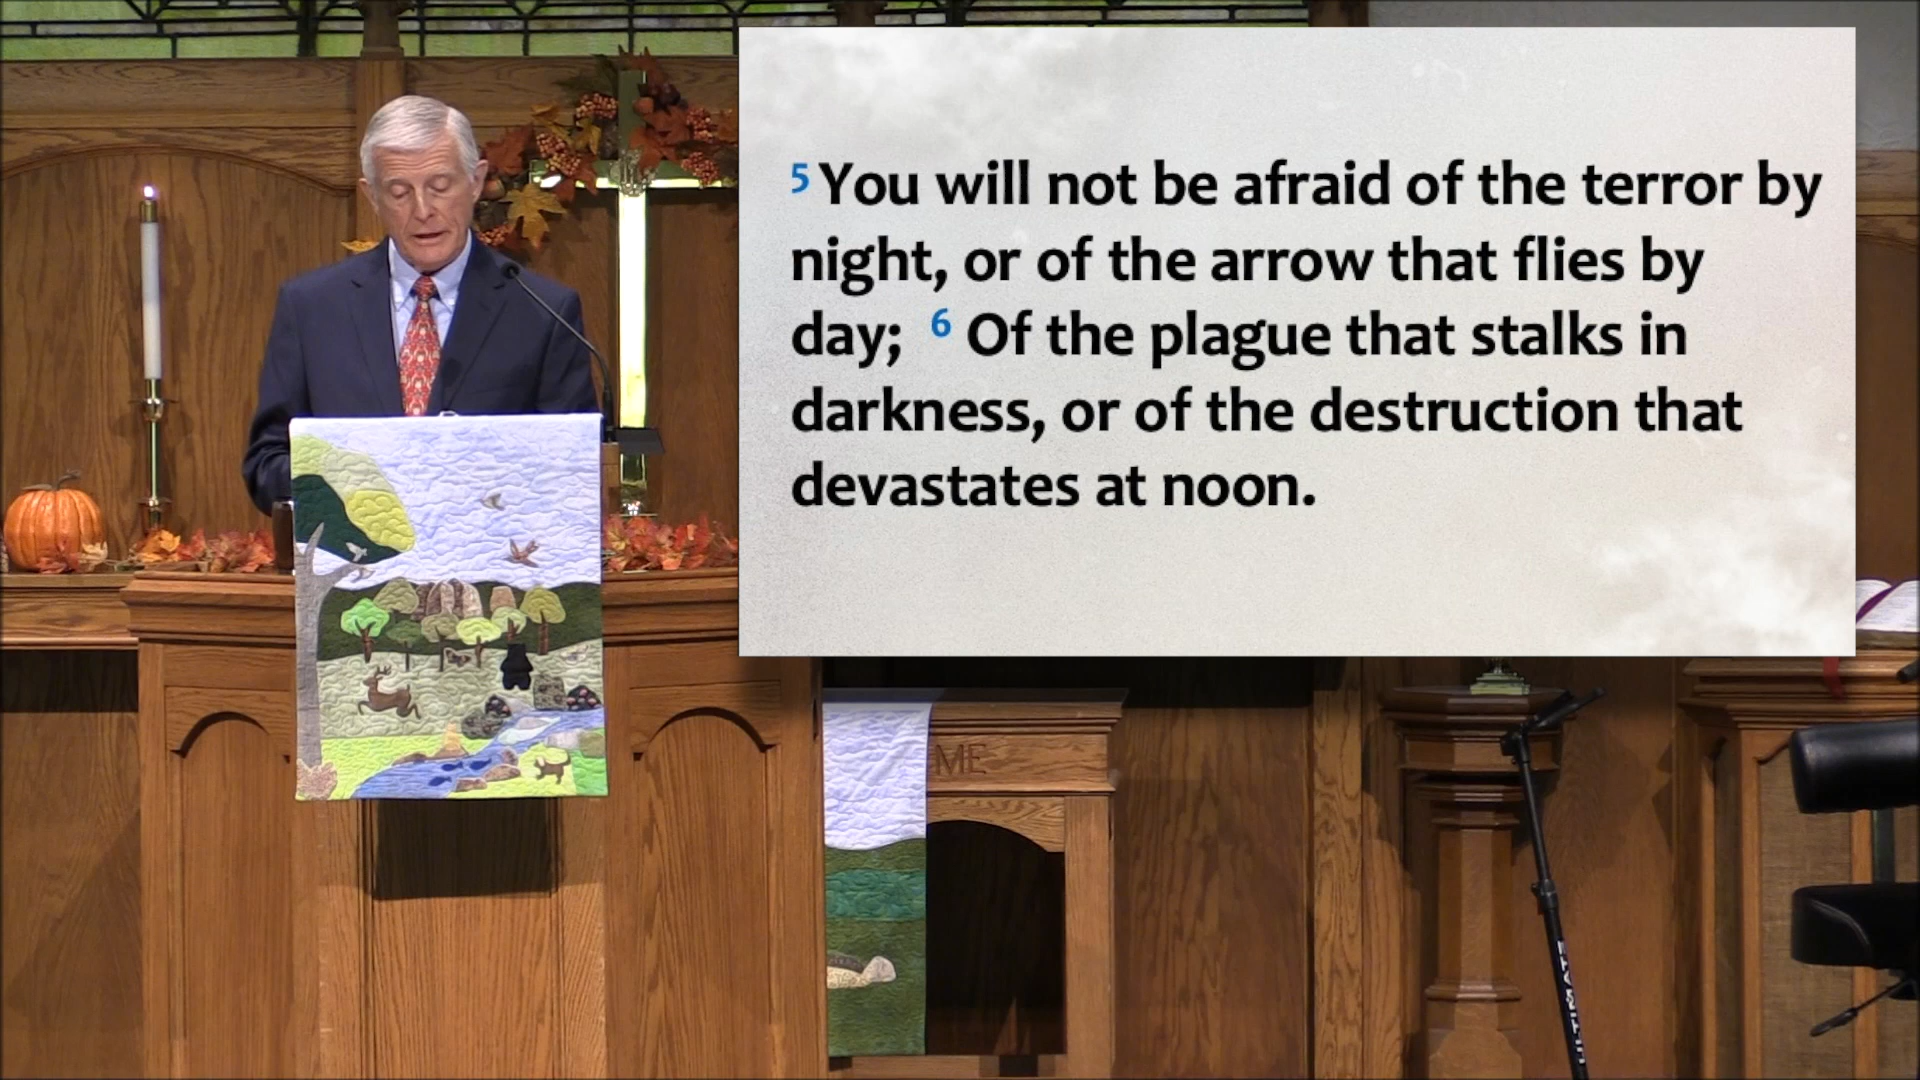 5 You will not be afraid of the terror by
night, or of the arrow that flies by
day; 6 Of the plague that stalks in
darkness, or of the destruction that
devastates at noon.
ME